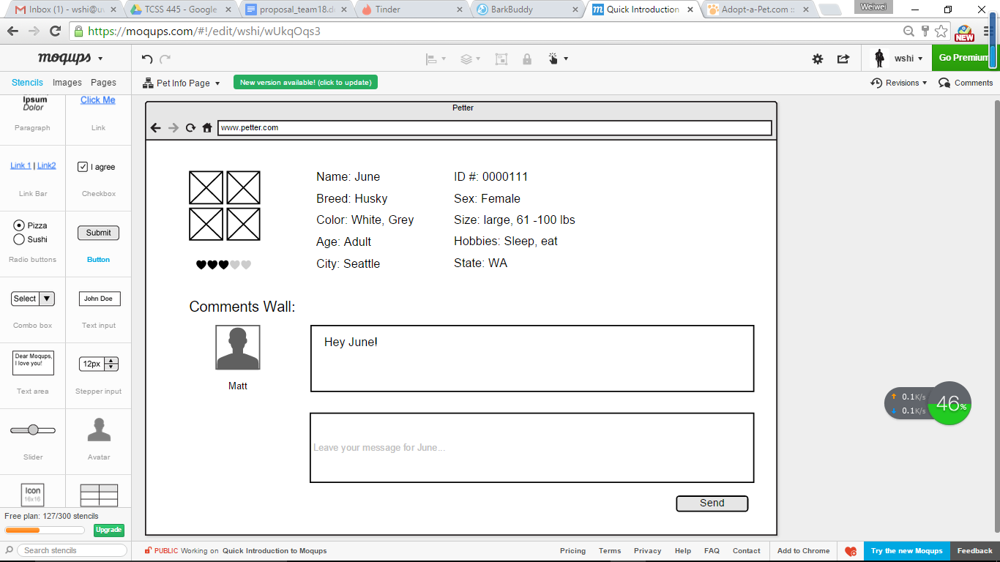 Inbox (1) - wshi@uw
TCSS 445 - Google
proposal_team18.d
Tinder
BarkBuddy
Quick Introduction
Adopt-a-Pet.com ::
Weiwei
https://moqups.com/#!/edit/wshi/wUkqOqs3
NEW
moqups
wshi
Go Premium
Stencils Images Pages
Pet Info Page
New version available! (click to update)
Revisions
Comments
Ipsum
Dolor
Click Me
Paragraph
Link
Link 1 | Link2
I agree
Link Bar
Checkbox
Pizza
Sushi
Submit
Radio buttons
Button
Select
John Doe
Combo box
Text input
Dear Moqups,
I love you!
12px
Text area
Stepper input
Slider
Avatar
Icon
16x16
Free plan: 127/300 stencils
Upgrade
Search stencils
Petter
www.petter.com
Name: June
ID #: 0000111
Breed: Husky
Sex: Female
Color: White, Grey
Size: large, 61 -100 lbs
Age: Adult
Hobbies: Sleep, eat
City: Seattle
State: WA
Comments Wall:
Hey June!
Matt
Leave your message for June...
Send
0.1K/s
0.1K/s
46%
PUBLIC Working on Quick Introduction to Moqups
Pricing Terms Privacy Help FAQ Contact Add to Chrome
Try the new Moqups
Feedback